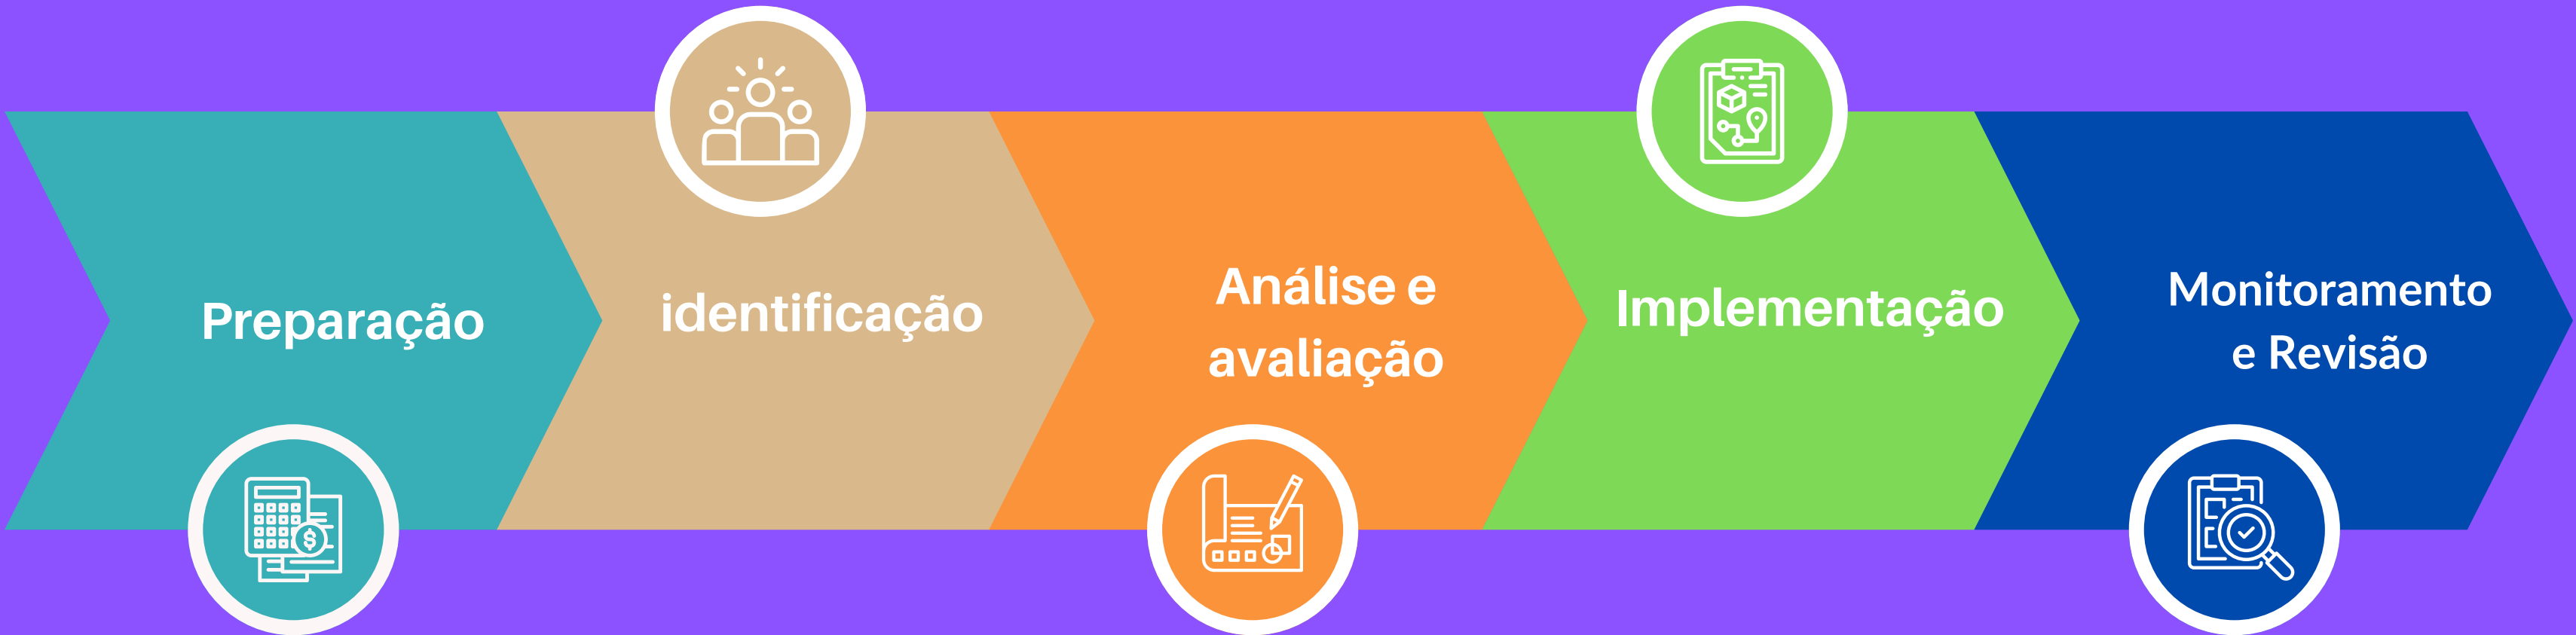 Preparação
identificação
Análise e
avaliação
Implementação
Monitoramento
e Revisão
$